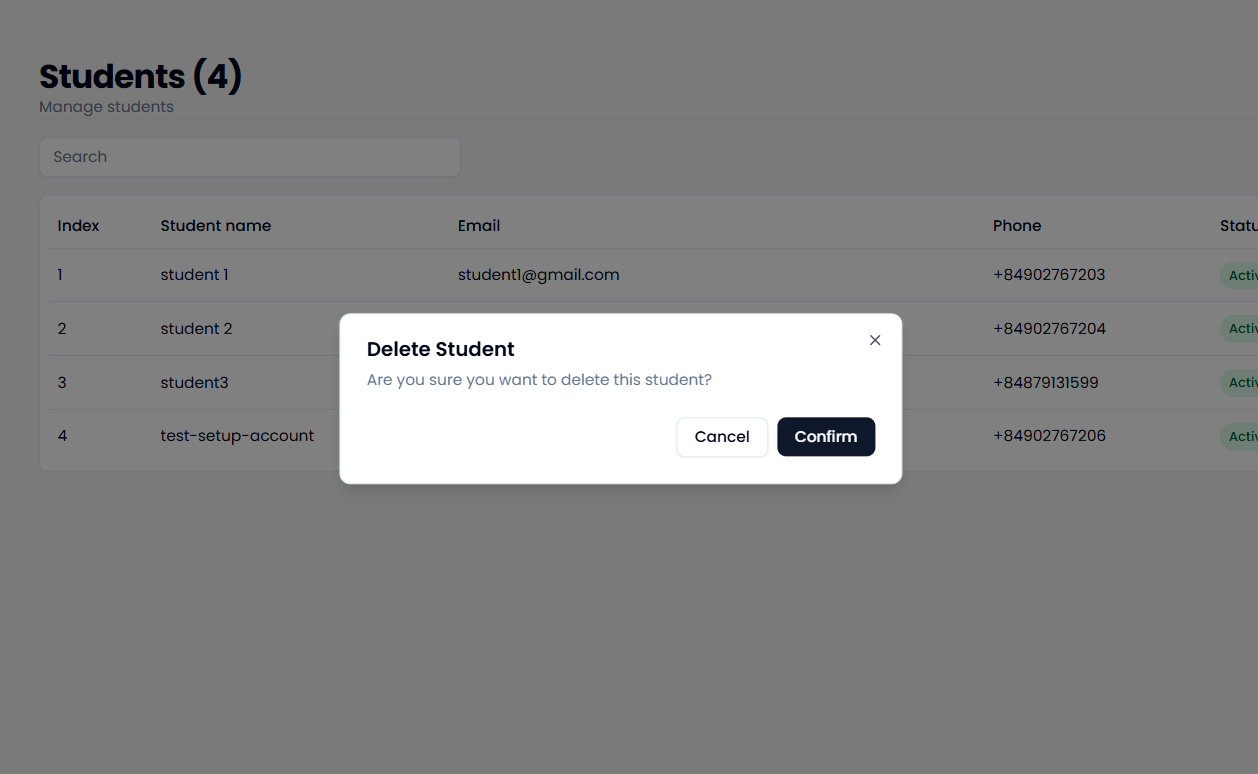 Students (4)
Manage students
Search
Index Student name Email Phone Statu
1 student 1 student1@gmail.com +84902767203 Activ
2 student 2 +84902767204 Activ
Delete Student
Are you sure you want to delete this student?
3 student3 +84879131599 Activ
Cancel Confirm
4 test-setup-account +84902767206 Activ